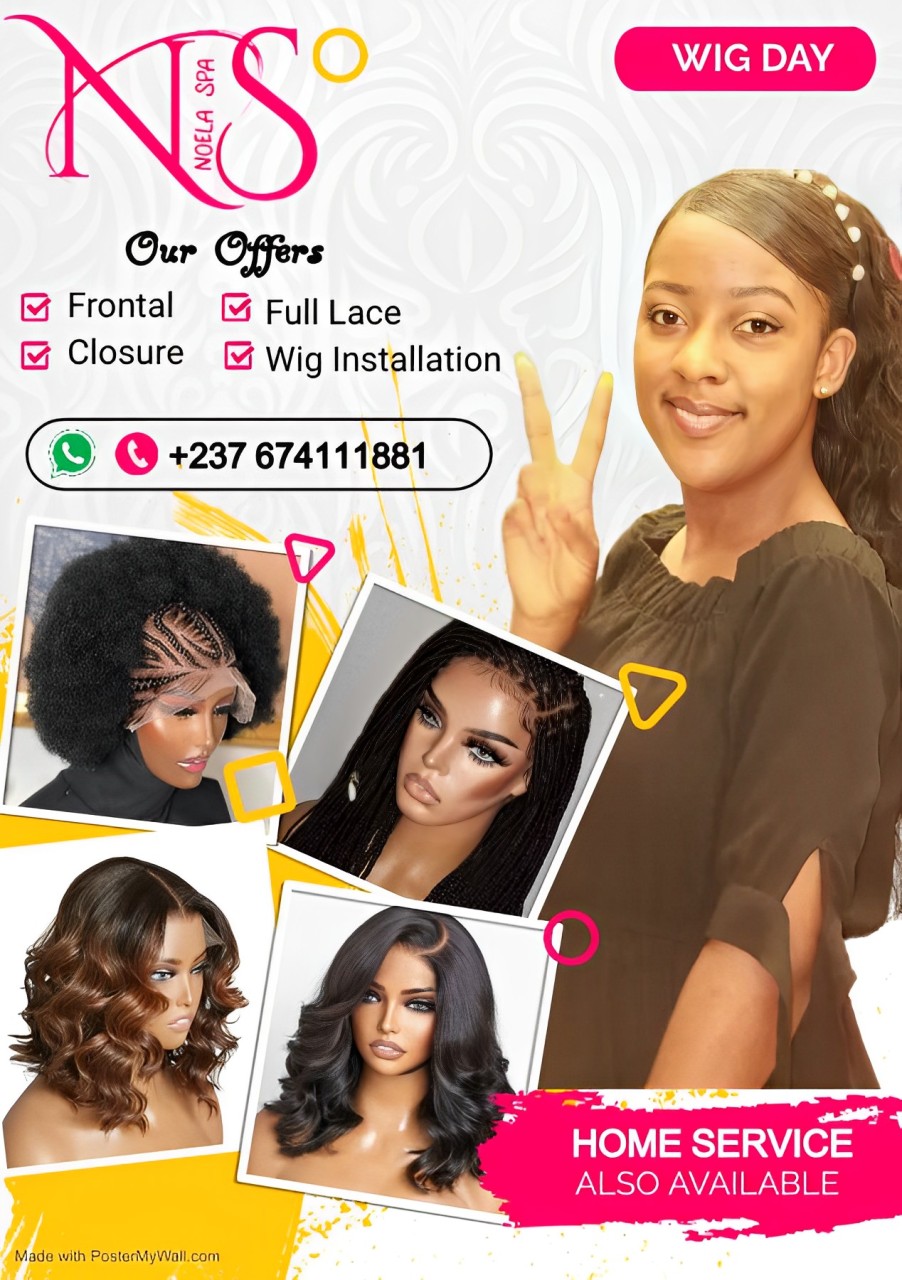 NS
NOELA SPA
WIG DAY
Our Offers
Frontal
Full Lace
Closure
Wig Installation
+237 674111881
HOME SERVICE
ALSO AVAILABLE
Made with PosterMyWall.com